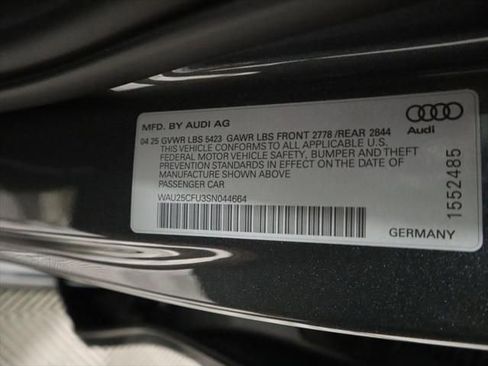 MFD. BY AUDI AG
04 25 GVWR LBS 5423 GAWR LBS FRONT 2778 /REAR 2844
THIS VEHICLE CONFORMS TO ALL APPLICABLE U.S.
FEDERAL MOTOR VEHICLE SAFETY, BUMPER AND THEFT
PREVENTION STANDARDS IN EFFECT ON THE DATE OF
MANUFACTURE SHOWN ABOVE
PASSENGER CAR
WAU25CFU3SN044664
Audi
1552485
GERMANY